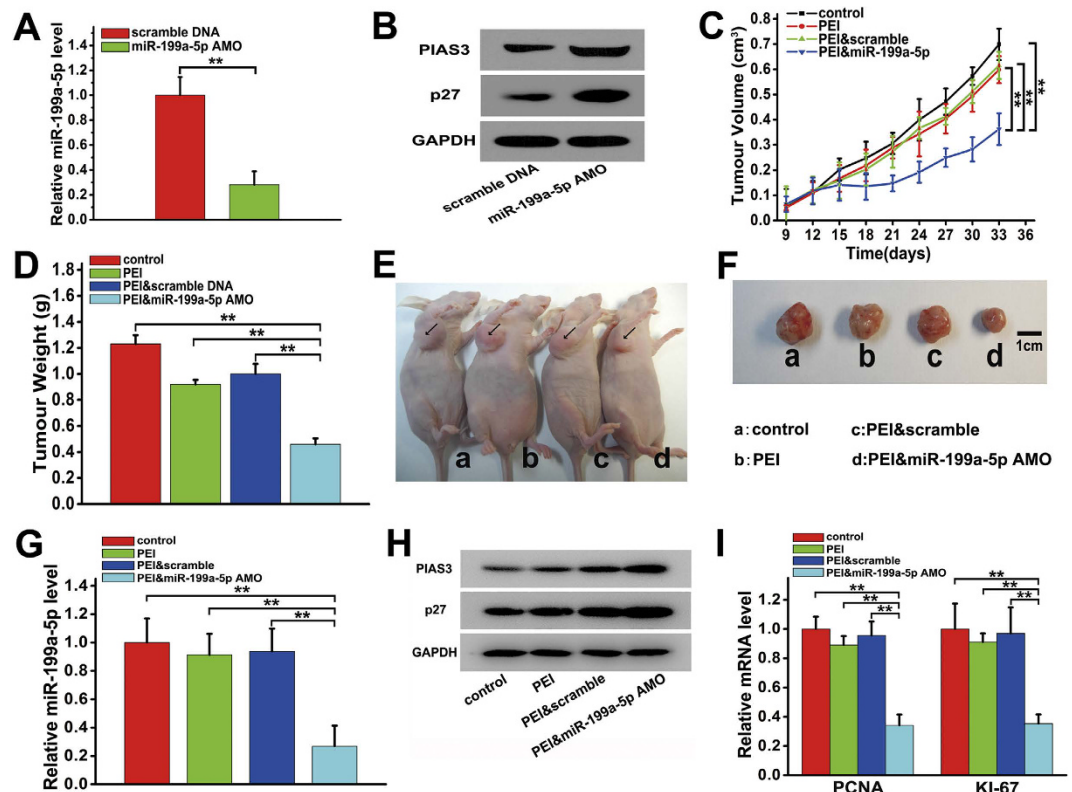 A
scramble DNA
miR-199a-5p AMO
**
Relative miR-199a-5p level
1.5
1.2
0.9
0.6
0.3
0.0
B
PIAS3
p27
GAPDH
scramble DNA
miR-199a-5p AMO
C
control
PEI
PEI&scramble
PEI&miR-199a-5p
Tumour Volume (cm³)
0.8
0.7
0.6
0.5
0.4
0.3
0.2
0.1
0.0
9 12 15 18 21 24 27 30 33 36
Time(days)
**
**
**
D
control
PEI
PEI&scramble DNA
PEI&miR-199a-5p AMO
**
**
**
Tumour Weight (g)
1.8
1.6
1.4
1.2
1.0
0.8
0.6
0.4
0.2
0.0
E
a b c d
F
a b c d
1cm
a:control c:PEI&scramble
b:PEI d:PEI&miR-199a-5p AMO
G
control
PEI
PEI&scramble
PEI&miR-199a-5p AMO
**
**
**
Relative miR-199a-5p level
1.4
1.2
1.0
0.8
0.6
0.4
0.2
0.0
H
PIAS3
p27
GAPDH
control
PEI
PEI&scramble
PEI&miR-199a-5p AMO
I
control
PEI
PEI&scramble
PEI&miR-199a-5p AMO
** **
** **
** **
Relative mRNA level
1.2
1.0
0.8
0.6
0.4
0.2
0.0
PCNA KI-67